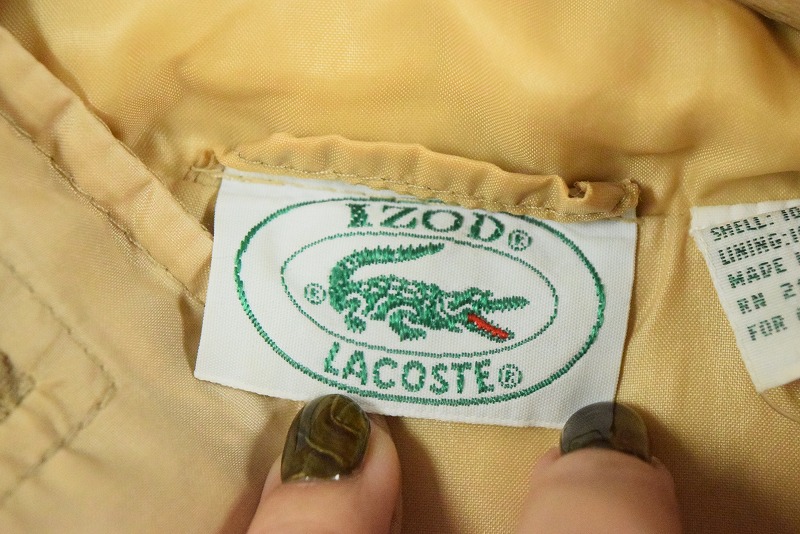 IZOD®
®
LACOSTE®
SHELL:
LINING:
MADE
RN
FOR